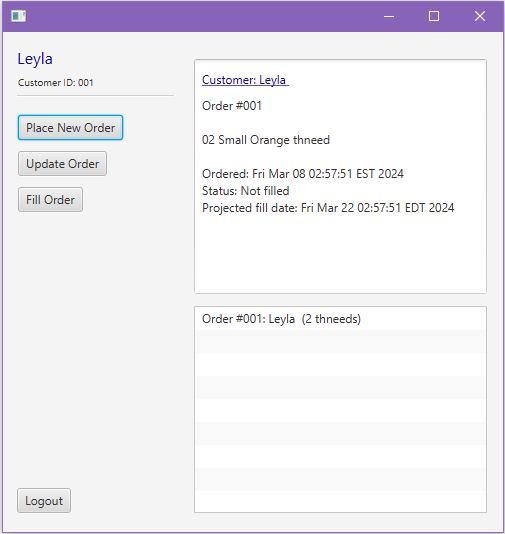 Leyla
Customer ID: 001
Place New Order
Update Order
Fill Order
Logout
Customer: Leyla
Order #001
02 Small Orange thneed
Ordered: Fri Mar 08 02:57:51 EST 2024
Status: Not filled
Projected fill date: Fri Mar 22 02:57:51 EDT 2024
Order #001: Leyla  (2 thneeds)